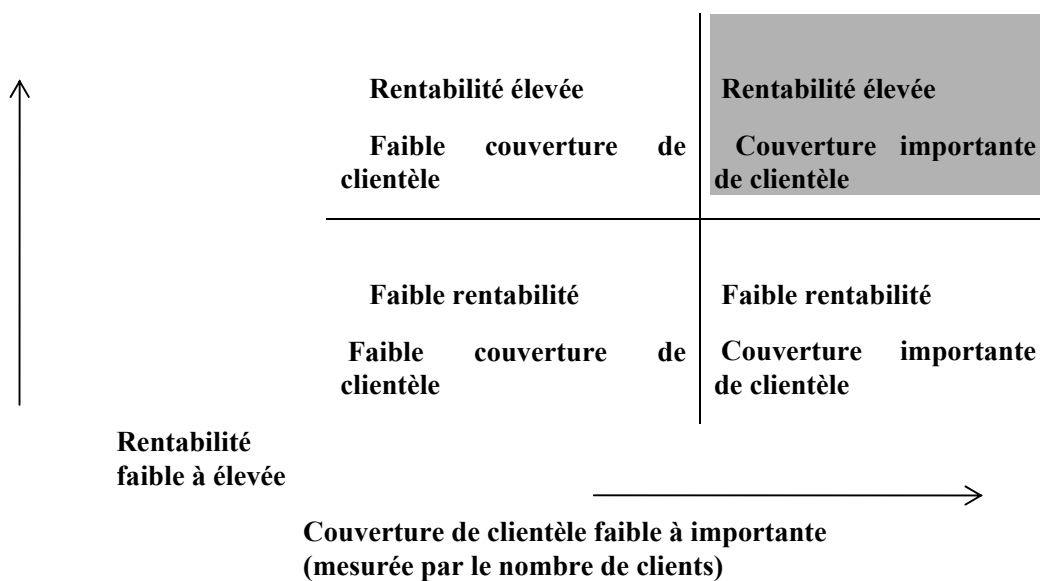 Rentabilité élevée
Faible couverture de
clientèle
Rentabilité élevée
Couverture importante
de clientèle
Faible rentabilité
Faible couverture de
clientèle
Faible rentabilité
Couverture importante
de clientèle
Rentabilité
faible à élevée
Couverture de clientèle faible à importante
(mesurée par le nombre de clients)